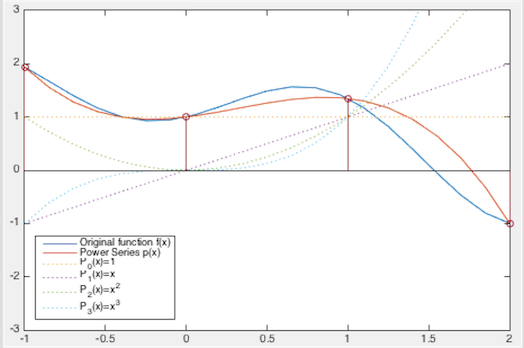 3
2
1
0
-1
-2
-3
Original function f(x)
Power Series p(x)
P0(x)=1
P1(x)=x
P2(x)=x²
P3(x)=x³
-1 -0.5 0 0.5 1 1.5 2